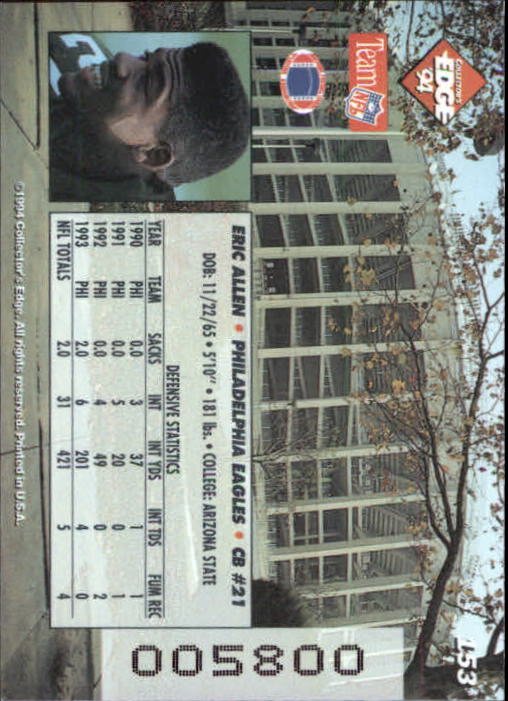 COLLECTOR'S
EDGE
'94
Team NFL
153
ERIC ALLEN • PHILADELPHIA EAGLES • CB #21
DOB: 11/22/65 • 5'10" • 181 lbs. • COLLEGE: ARIZONA STATE
DEFENSIVE STATISTICS
YEAR TEAM SACKS INT INT YDS INT TDS FUM REC
1990 PHI 0.0 3 37 1 1
1991 PHI 0.0 5 20 0 1
1992 PHI 0.0 4 49 0 2
1993 PHI 2.0 6 201 4 0
NFL TOTALS 2.0 31 421 5 4
005800
©1994 Collector's Edge. All rights reserved. Printed in U.S.A.